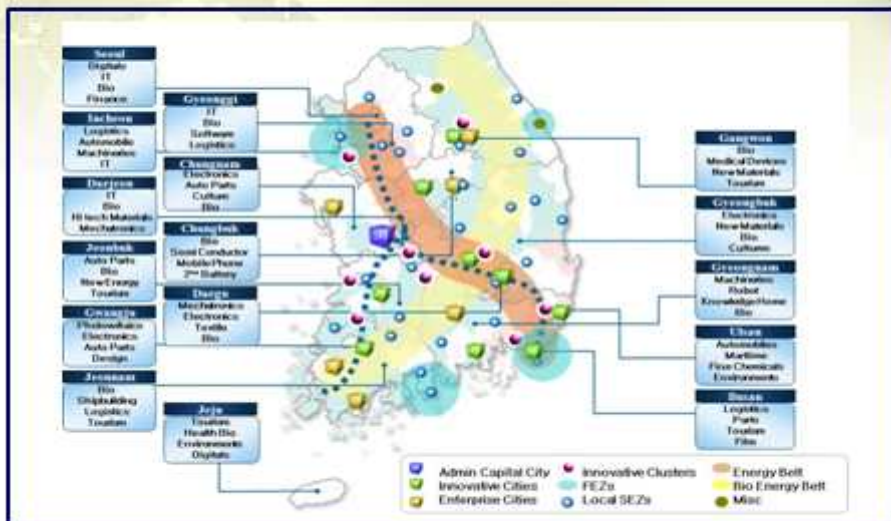 Seoul
Digitals
IT
Bio
Finance
Incheon
Logistics
Automobile
Machineries
IT
Daejeon
IT
Bio
Hi tech Materials
Mechatronics
Jeonbuk
Auto Parts
Bio
New Energy
Tourism
Gwangju
Photovoltaics
Electronics
Auto Parts
Design
Jeonnam
Bio
Shipbuilding
Logistics
Tourism
Gyeonggi
IT
Bio
Software
Logistics
Chungnam
Electronics
Auto Parts
Culture
Bio
Chungbuk
Bio
Semi Conductor
Mobile Phone
2ⁿᵈ Battery
Daegu
Mechatronics
Electronics
Textile
Bio
Jeju
Tourism
Health Bio
Environments
Digitals
Gangwon
Bio
Medical Devices
New Materials
Tourism
Gyeongbuk
Electronics
New Materials
Bio
Cultures
Gyeongnam
Machineries
Robot
Knowledge Home
Bio
Ulsan
Automobiles
Maritime
Fine Chemicals
Environments
Busan
Logistics
Ports
Tourism
Film
Admin Capital City
Innovative Cities
Enterprise Cities
Innovative Clusters
FEZs
Local SEZs
Energy Belt
Bio Energy Belt
Misc